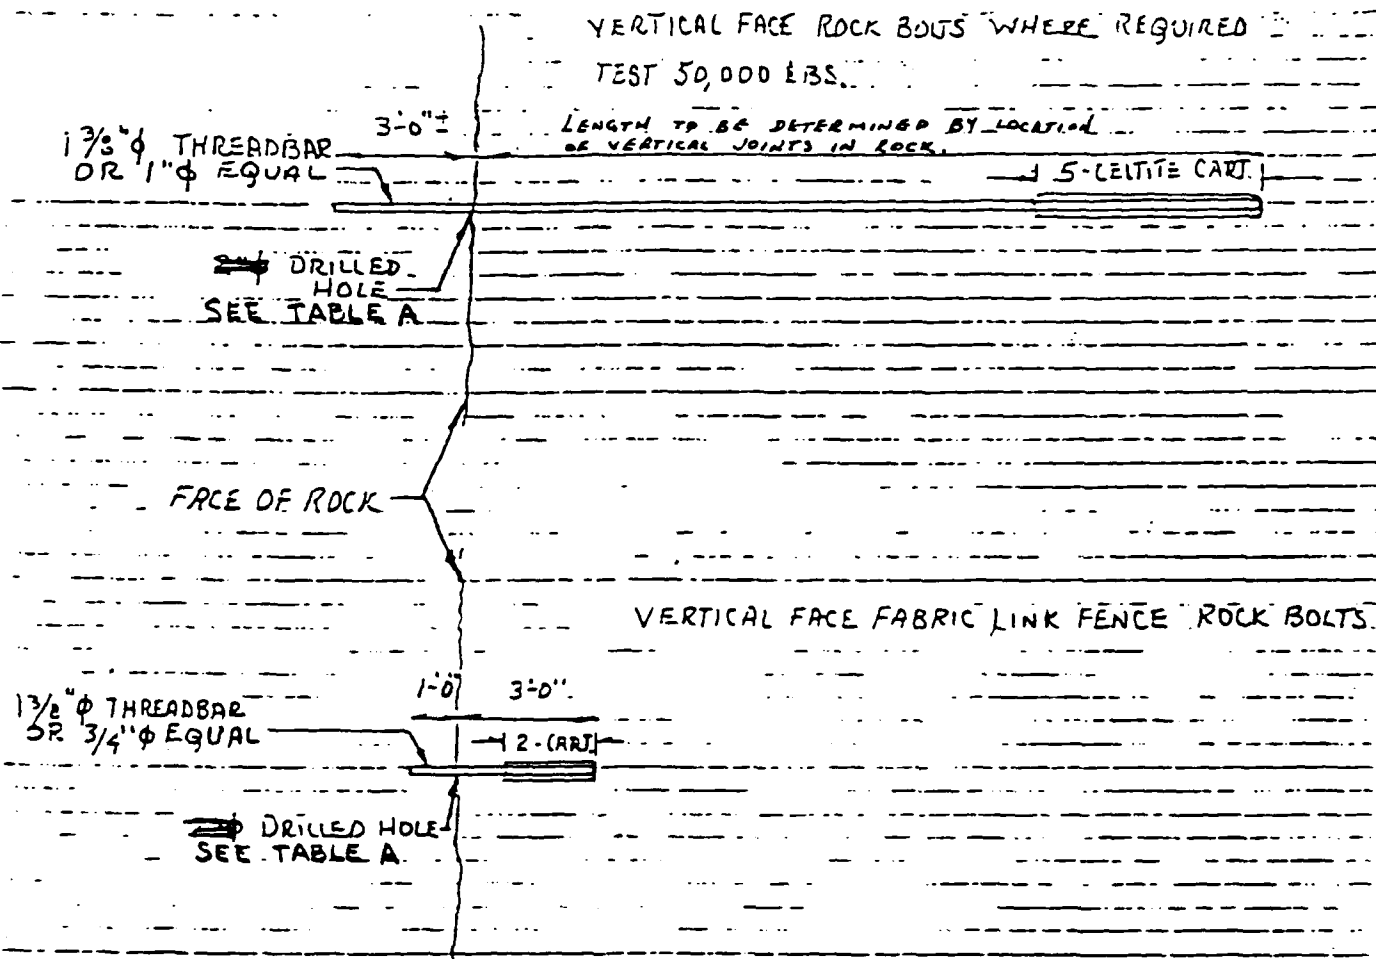 VERTICAL FACE ROCK BOLTS WHERE REQUIRED
TEST 50,000 LBS.
3'-0"±
LENGTH TO BE DETERMINED BY LOCATION
OF VERTICAL JOINTS IN ROCK.
1 3/8"φ THREADBAR
OR 1"φ EQUAL
5-CELTITE CART.
DRILLED
HOLE
SEE TABLE A
FACE OF ROCK
VERTICAL FACE FABRIC LINK FENCE ROCK BOLTS.
1'-0"
3'-0".
1 3/8"φ THREADBAR
OR 3/4"φ EQUAL
2-CART.
DRILLED HOLE
SEE TABLE A